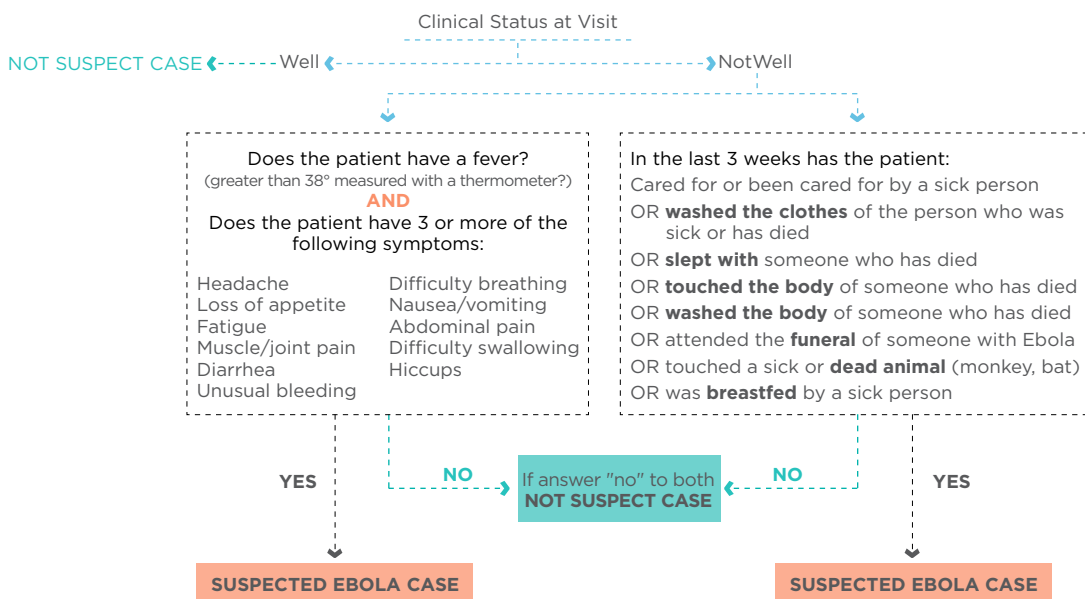 Clinical Status at Visit
NOT SUSPECT CASE
Well
NotWell
Does the patient have a fever?
(greater than 38° measured with a thermometer?)
AND
Does the patient have 3 or more of the
following symptoms:
Headache
Loss of appetite
Fatigue
Muscle/joint pain
Diarrhea
Unusual bleeding
Difficulty breathing
Nausea/vomiting
Abdominal pain
Difficulty swallowing
Hiccups
In the last 3 weeks has the patient:
Cared for or been cared for by a sick person
OR washed the clothes of the person who was
sick or has died
OR slept with someone who has died
OR touched the body of someone who has died
OR washed the body of someone who has died
OR attended the funeral of someone with Ebola
OR touched a sick or dead animal (monkey, bat)
OR was breastfed by a sick person
YES
NO
If answer "no" to both
NOT SUSPECT CASE
NO
YES
SUSPECTED EBOLA CASE
SUSPECTED EBOLA CASE